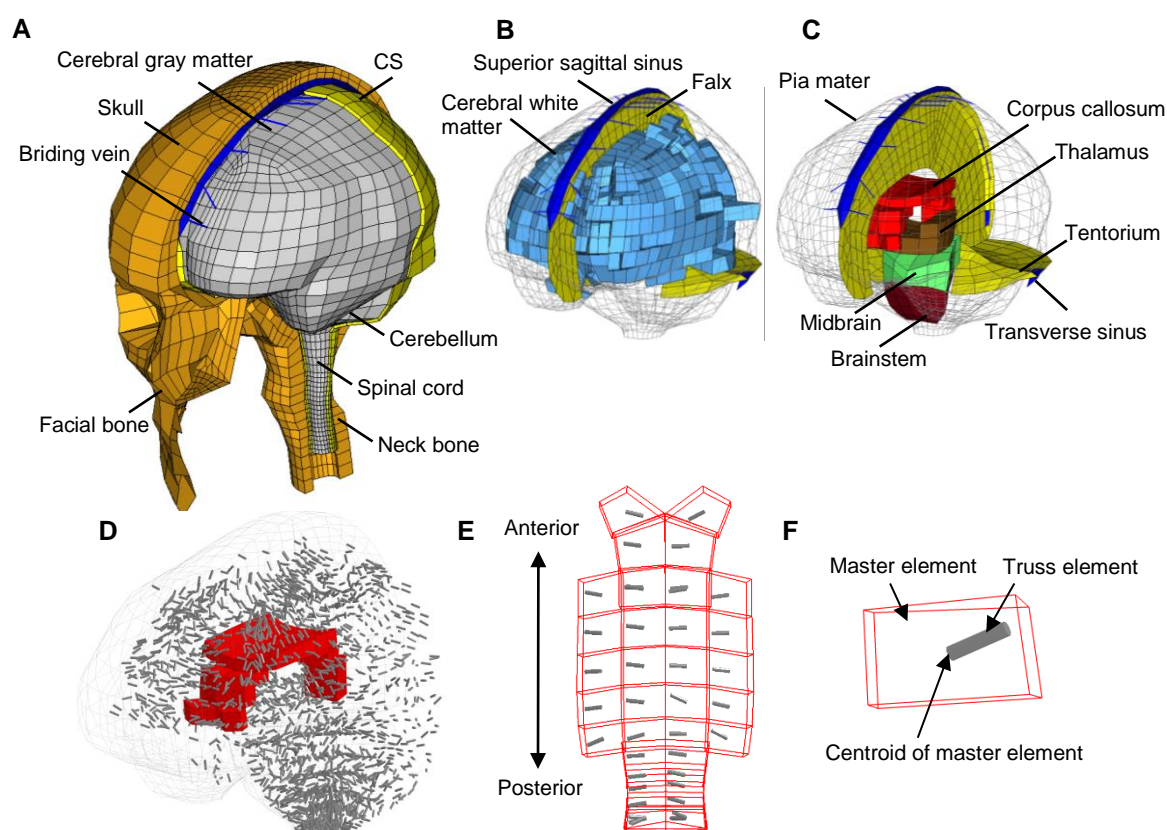 A
Cerebral gray matter
CS
Skull
Briding vein
Cerebellum
Spinal cord
Facial bone
Neck bone
B
Superior sagittal sinus
Falx
Cerebral white
matter
C
Pia mater
Corpus callosum
Thalamus
Tentorium
Midbrain
Transverse sinus
Brainstem
D
E
Anterior
Posterior
F
Master element
Truss element
Centroid of master element